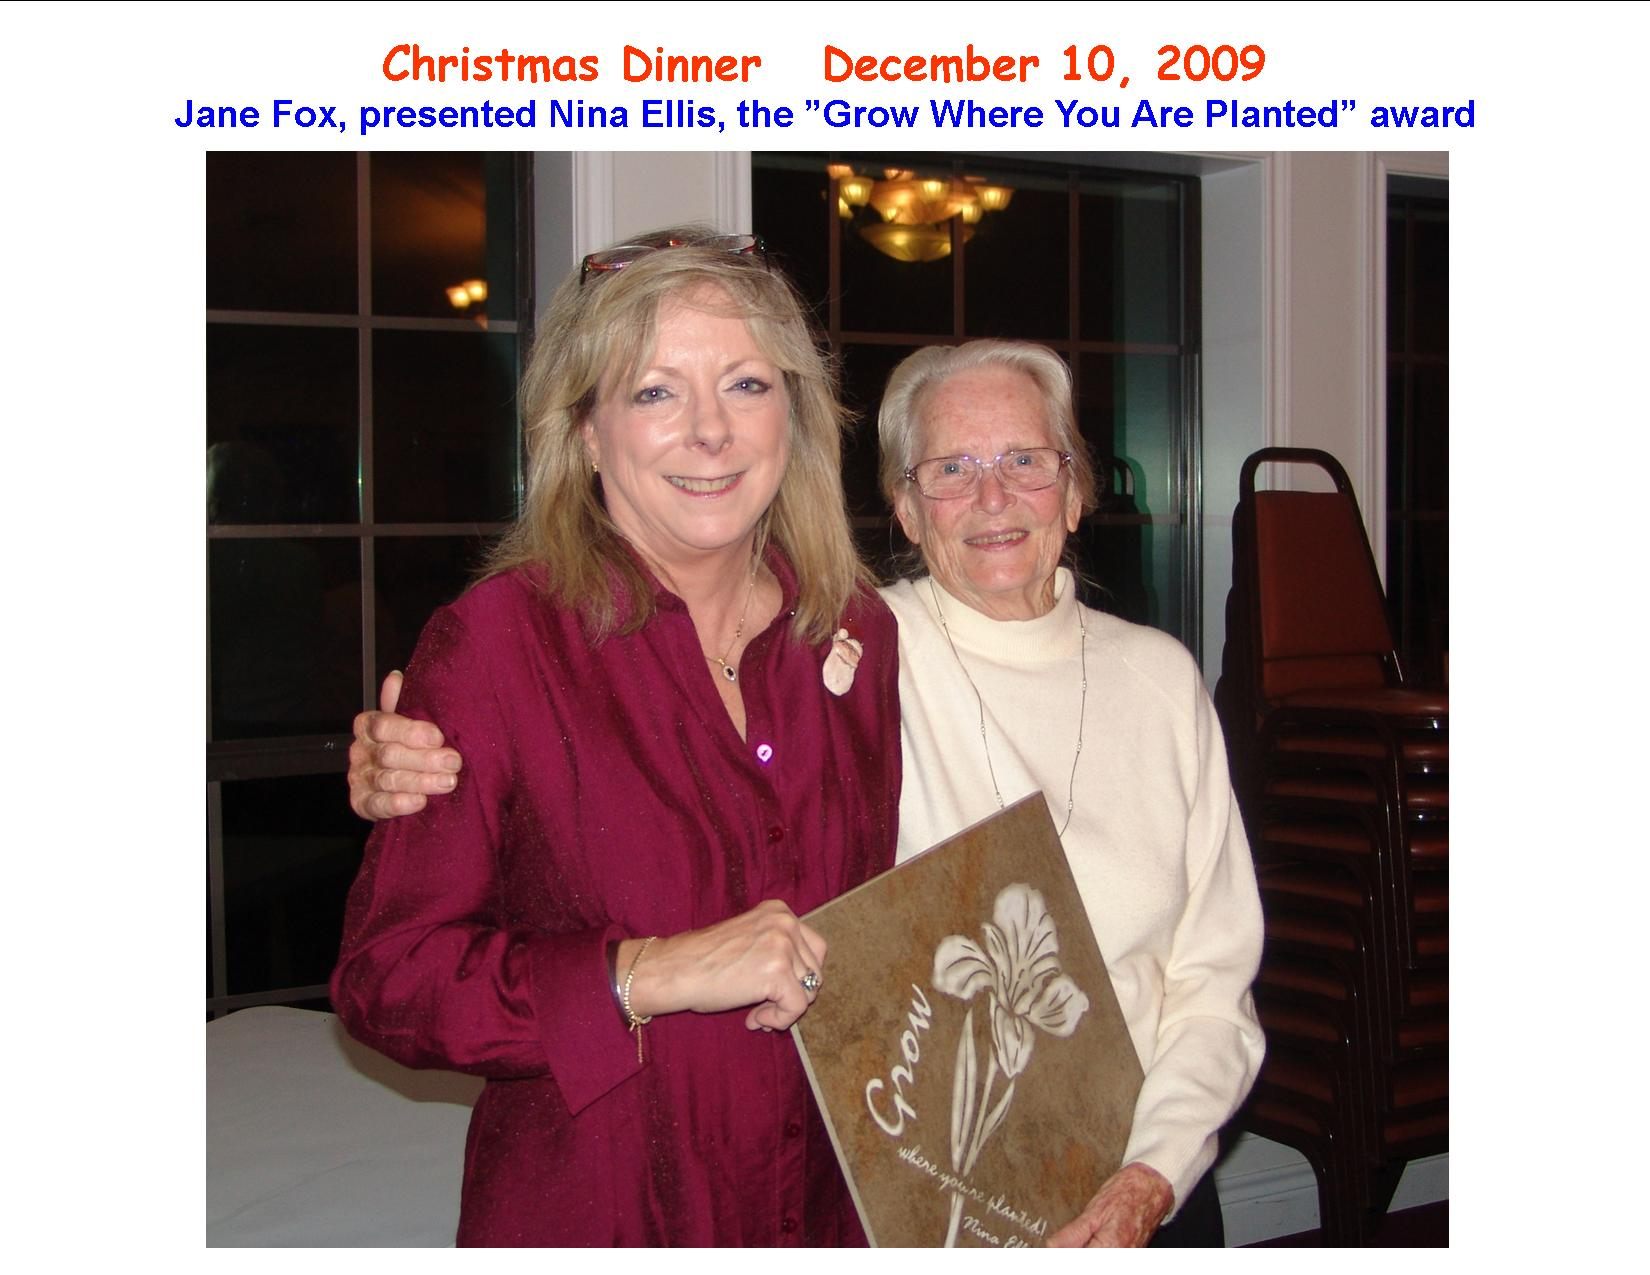 Christmas Dinner December 10, 2009
Jane Fox, presented Nina Ellis, the ”Grow Where You Are Planted” award
Grow
where you're planted!
Nina